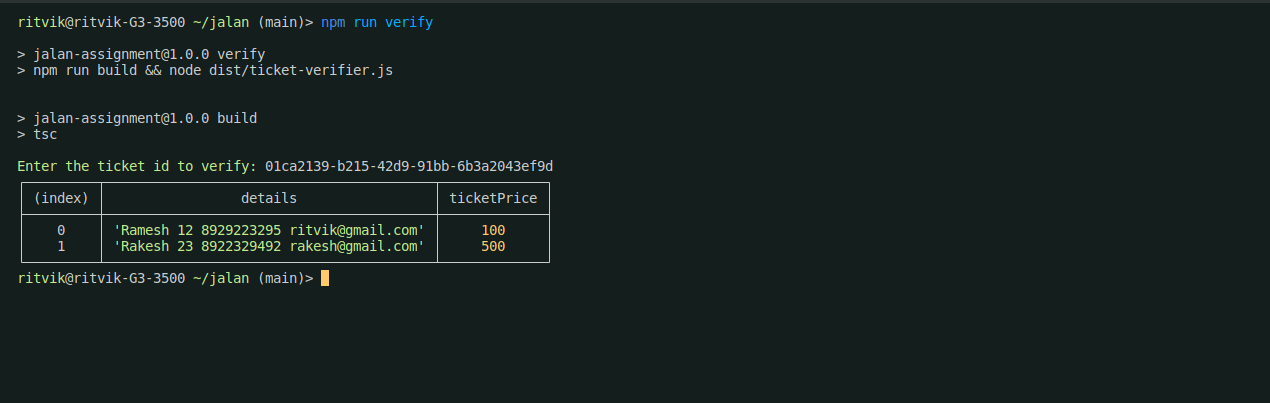 ritvik@ritvik-G3-3500 ~/jalan (main)> npm run verify
> jalan-assignment@1.0.0 verify
> npm run build && node dist/ticket-verifier.js
> jalan-assignment@1.0.0 build
> tsc
Enter the ticket id to verify: 01ca2139-b215-42d9-91bb-6b3a2043ef9d
(index) details ticketPrice
0 'Ramesh 12 8929223295 ritvik@gmail.com' 100
1 'Rakesh 23 8922329492 rakesh@gmail.com' 500
ritvik@ritvik-G3-3500 ~/jalan (main)>